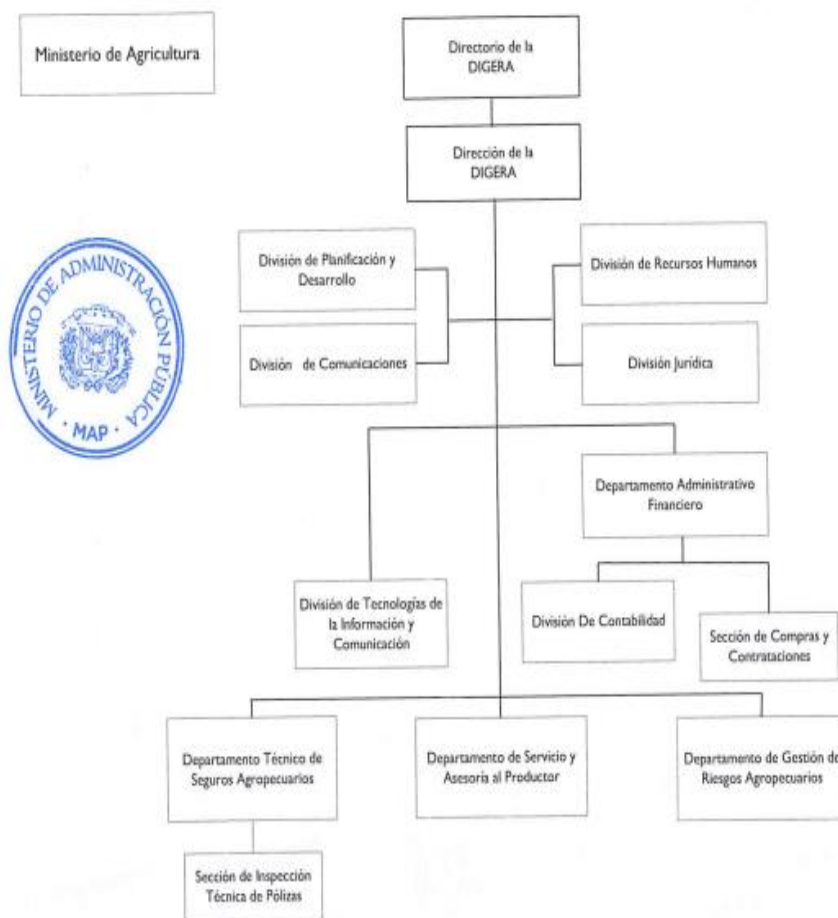 Ministerio de Agricultura
Directorio de la
DIGERA
Dirección de la
DIGERA
División de Planificación y
Desarrollo
División de Recursos Humanos
División de Comunicaciones
División Jurídica
MINISTERIO DE ADMINISTRACIÓN PÚBLICA
· MAP ·
Departamento Administrativo
Financiero
División de Tecnologías de
la Información y
Comunicación
División De Contabilidad
Sección de Compras y
Contrataciones
Departamento Técnico de
Seguros Agropecuarios
Departamento de Servicio y
Asesoría al Productor
Departamento de Gestión de
Riesgos Agropecuarios
Sección de Inspección
Técnica de Pólizas